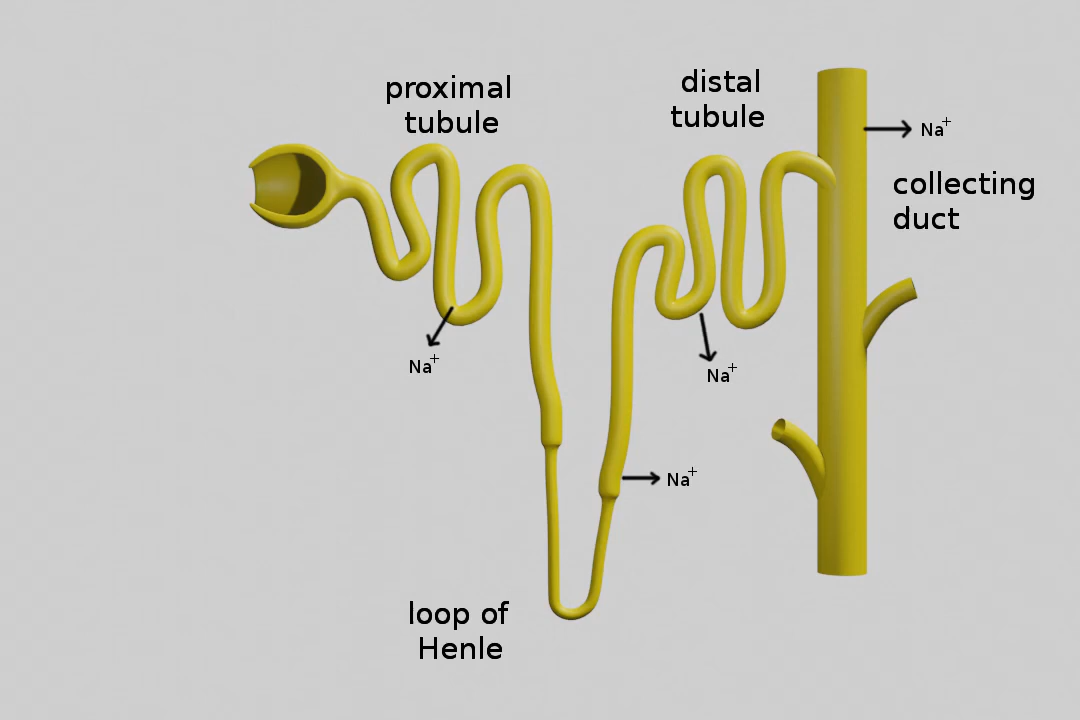 proximal
tubule
distal
tubule
Na+
collecting
duct
Na+
Na+
Na+
loop of
Henle